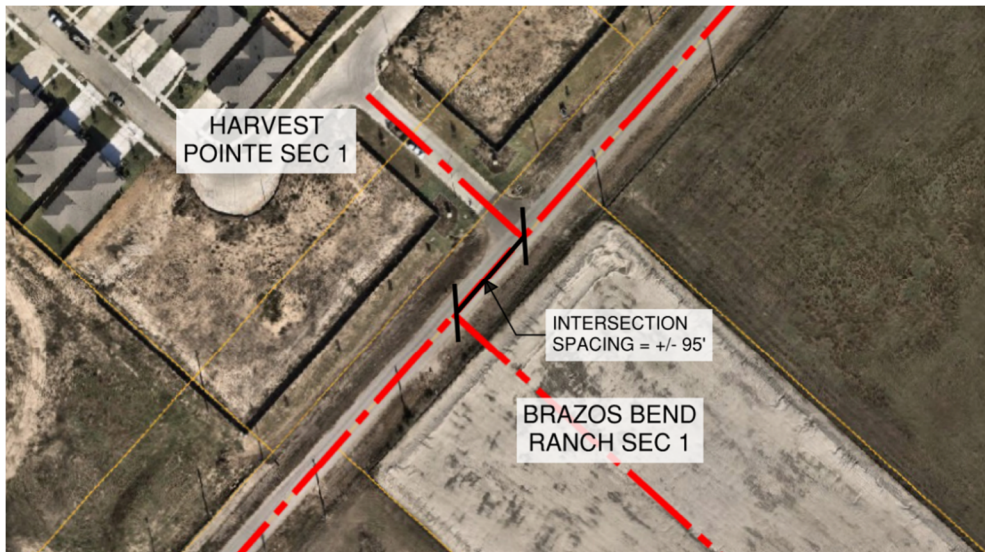 HARVEST
POINTE SEC 1
INTERSECTION
SPACING = +/- 95'
BRAZOS BEND
RANCH SEC 1